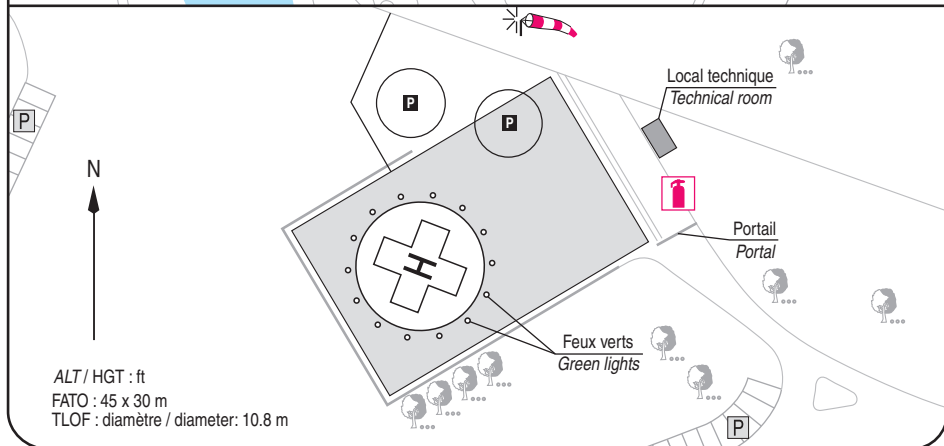 Local technique
Technical room
P
P
P
N
H
Portail
Portal
Feux verts
Green lights
ALT / HGT : ft
FATO : 45 x 30 m
TLOF : diamètre / diameter: 10.8 m
P